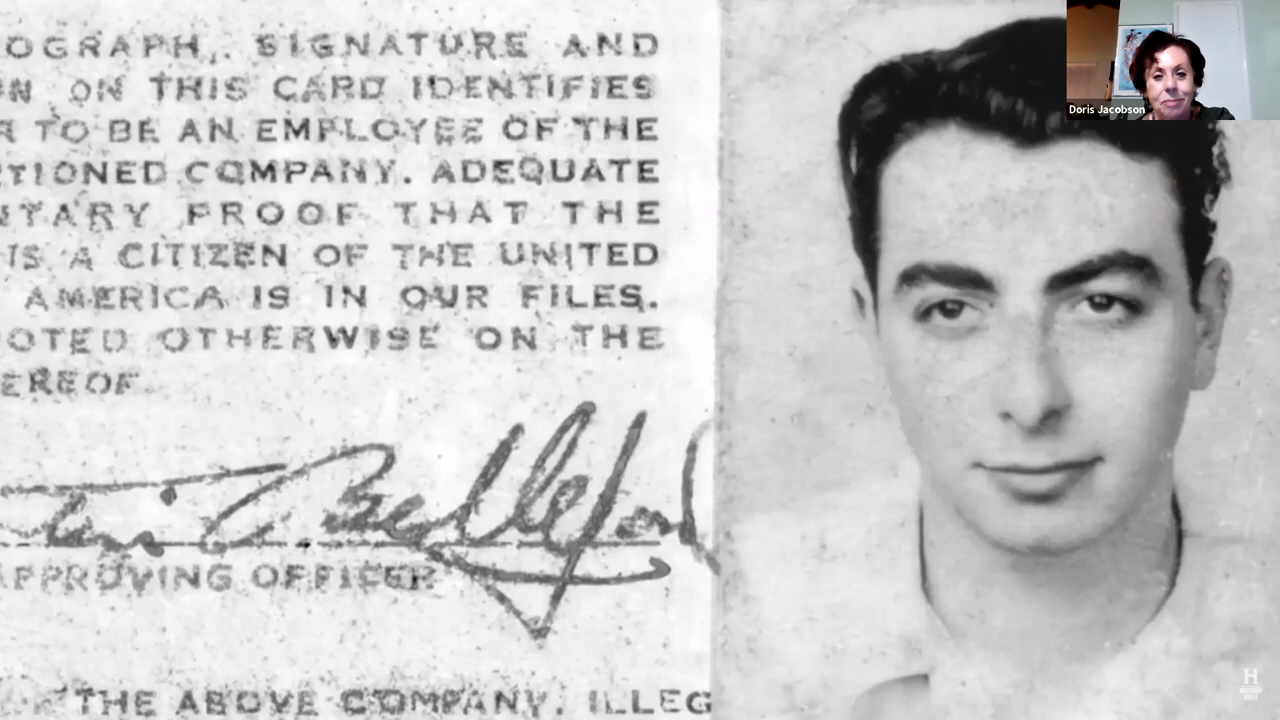 OGRAPH, SIGNATURE AND
ON THIS CARD IDENTIFIES
TO BE AN EMPLOYEE OF THE
TIONED COMPANY. ADEQUATE
NTARY PROOF THAT THE
IS A CITIZEN OF THE UNITED
AMERICA IS IN OUR FILES.
OTED OTHERWISE ON THE
EREOF
APPROVING OFFICER
THE ABOVE COMPANY. ILLEG
Doris Jacobson
H